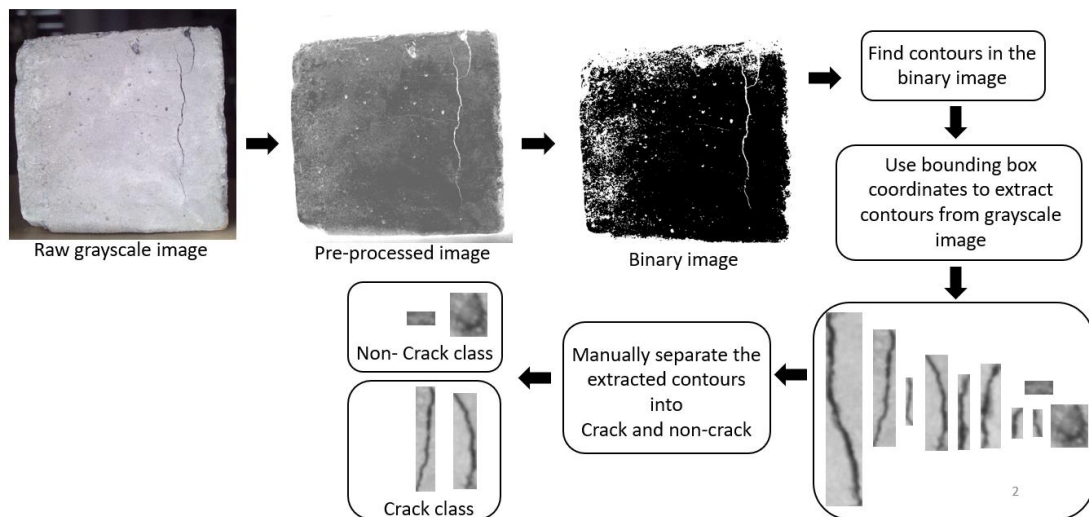 Raw grayscale image
Pre-processed image
Binary image
Find contours in the
binary image
Use bounding box
coordinates to extract
contours from grayscale
image
2
Manually separate the
extracted contours
into
Crack and non-crack
Non- Crack class
Crack class